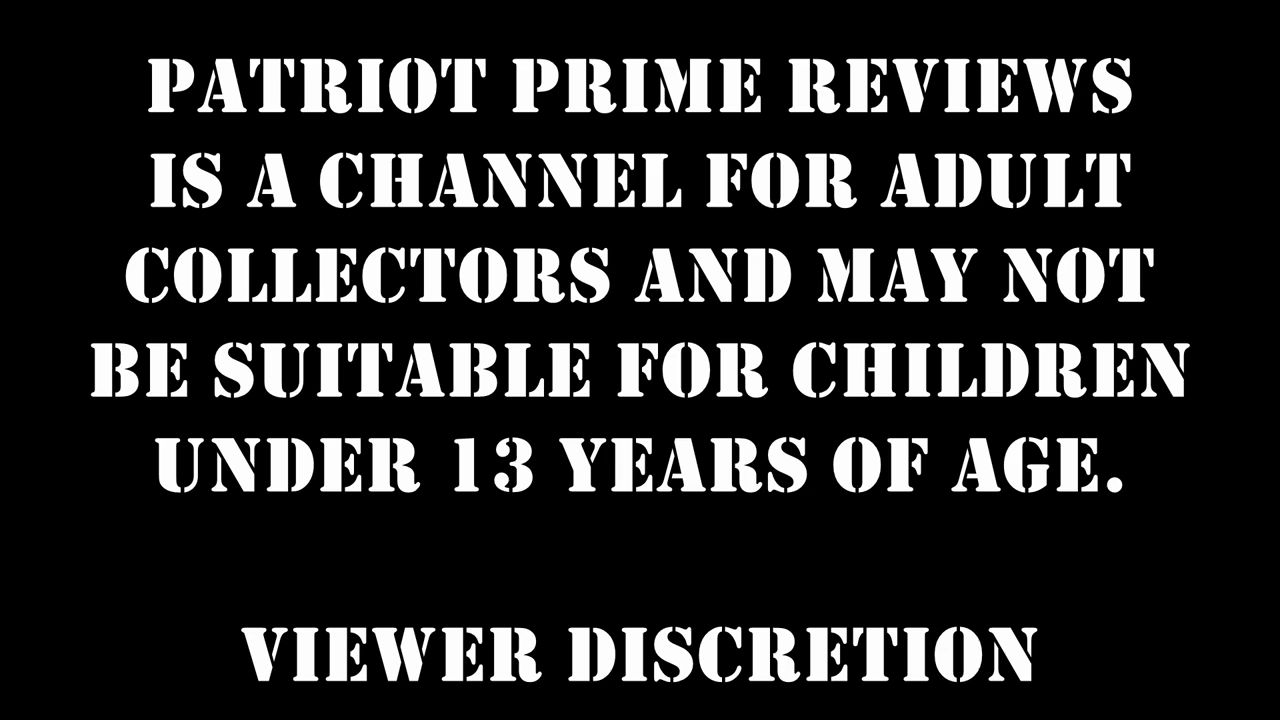 PATRIOT PRIME REVIEWS
IS A CHANNEL FOR ADULT
COLLECTORS AND MAY NOT
BE SUITABLE FOR CHILDREN
UNDER 13 YEARS OF AGE.
VIEWER DISCRETION